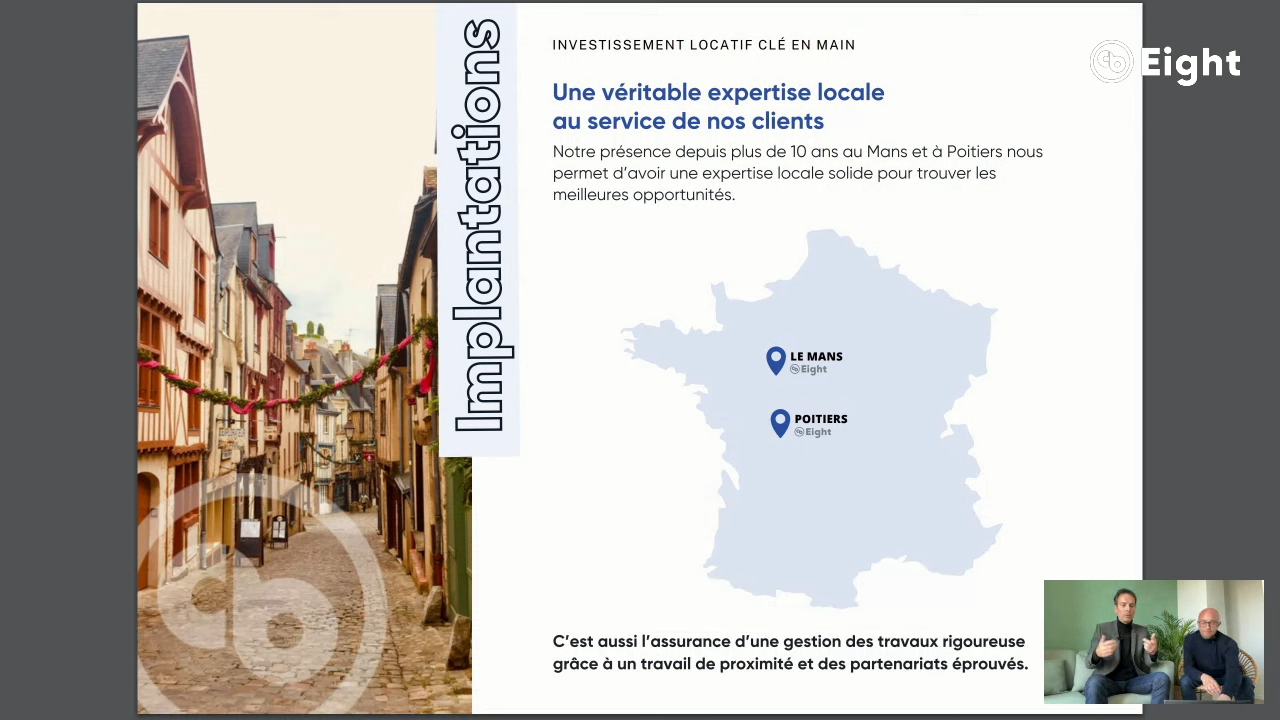 Implantations
INVESTISSEMENT LOCATIF CLÉ EN MAIN
Eight
Une véritable expertise locale
au service de nos clients
Notre présence depuis plus de 10 ans au Mans et à Poitiers nous
permet d’avoir une expertise locale solide pour trouver les
meilleures opportunités.
LE MANS
Eight
POITIERS
Eight
cb
C’est aussi l’assurance d’une gestion des travaux rigoureuse
grâce à un travail de proximité et des partenariats éprouvés.